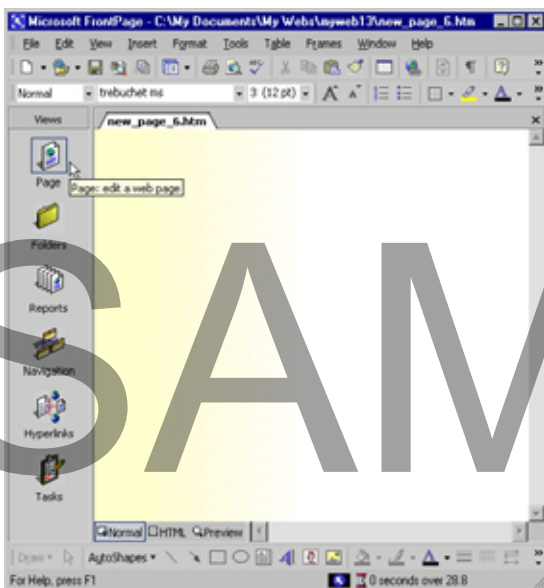 Microsoft FrontPage - C:\My Documents\My Webs\myweb13\new_page_6.htm
File Edit View Insert Format Tools Table Frames Window Help
Normal trebuchet ms 3 (12 pt)
Views new_page_6.htm
Page
Page: edit a web page
Folders
Reports
Navigation
Hyperlinks
Tasks
SAM
Normal HTML Preview
Draw AutoShapes
For Help, press F1 0 seconds over 28.8